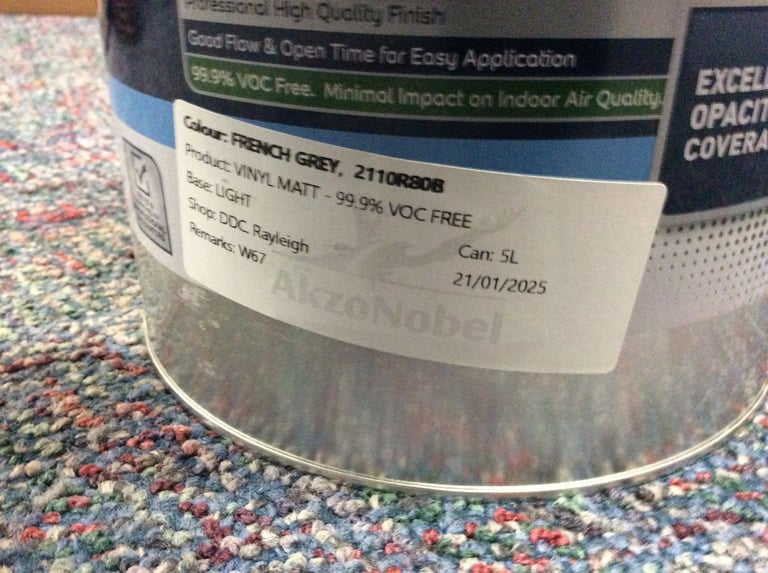 Professional High Quality Finish
Good Flow & Open Time for Easy Application
99.9% VOC Free. Minimal Impact on Indoor Air Quality.
EXCELL
OPACIT
COVERA
Colour: FRENCH GREY, 2110R80B
Product: VINYL MATT - 99.9% VOC FREE
Base: LIGHT
Shop: DDC Rayleigh
Can: 5L
Remarks: W67
21/01/2025
AkzoNobel